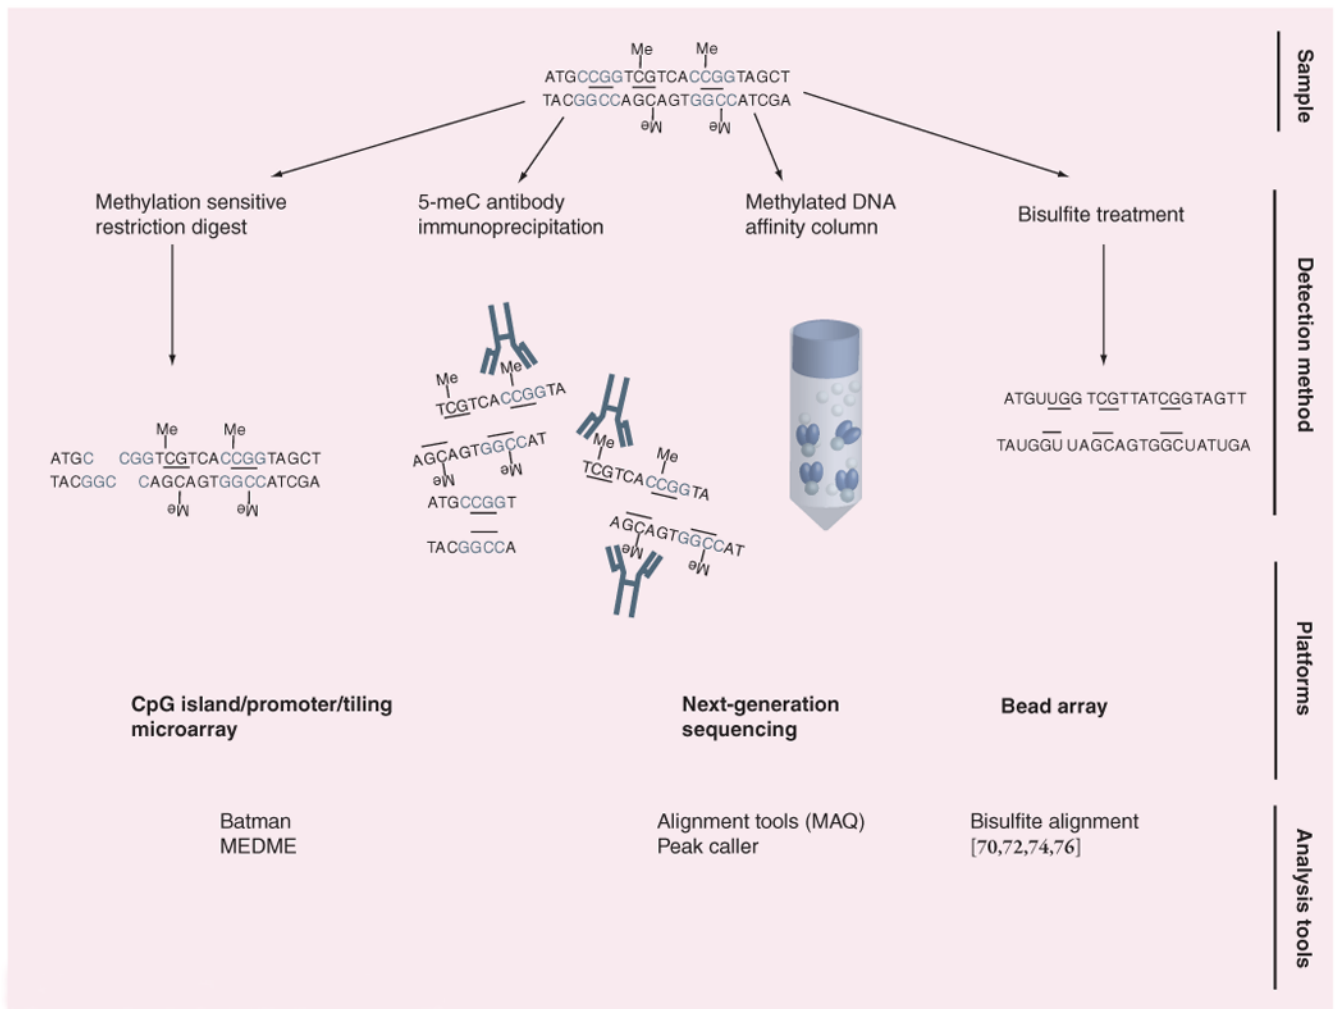 Me Me
ATGCCGGTCGTCACCGGTAGCT
TACGGCCAGCAGTGGCCATCGA
Me Me
Sample
Methylation sensitive
restriction digest
5-meC antibody
immunoprecipitation
Methylated DNA
affinity column
Bisulfite treatment
Detection method
Me Me
ATGC CGGTCGTCACCGGTAGCT
TACGGC CAGCAGTGGCCATCGA
Me Me
Me Me
TCGTCACCGGTA
AGCAGTGGCCAT
Me Me
ATGCCGGT
TACGGCCA
Me Me
TCGTCACCGGTA
AGCAGTGGCCAT
Me Me
ATGUUGG TCGTTATCGGTAGTT
TAUGGU UAGCAGTGGCUATUGA
Platforms
CpG island/promoter/tiling
microarray
Next-generation
sequencing
Bead array
Analysis tools
Batman
MEDME
Alignment tools (MAQ)
Peak caller
Bisulfite alignment
[70,72,74,76]